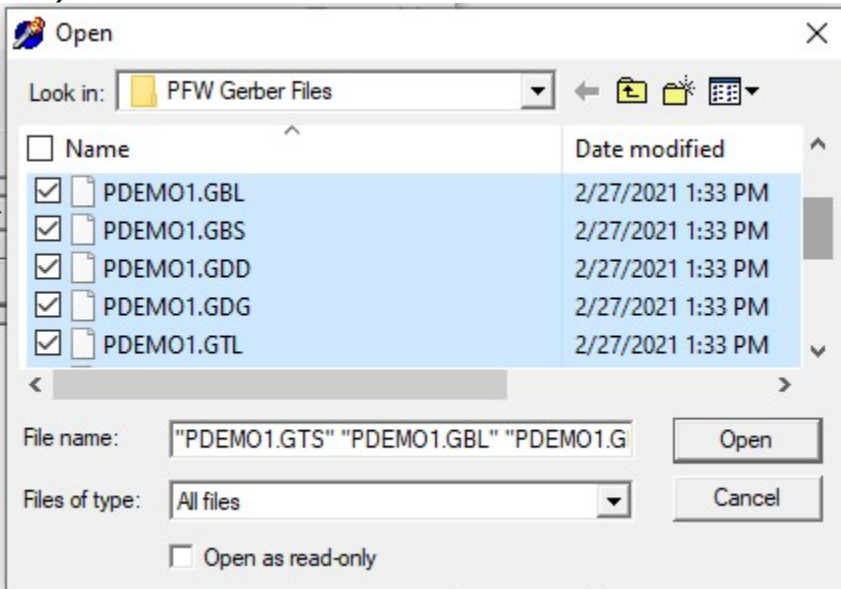 Open
Look in: PFW Gerber Files
Name Date modified
PDEMO1.GBL 2/27/2021 1:33 PM
PDEMO1.GBS 2/27/2021 1:33 PM
PDEMO1.GDD 2/27/2021 1:33 PM
PDEMO1.GDG 2/27/2021 1:33 PM
PDEMO1.GTL 2/27/2021 1:33 PM
File name: "PDEMO1.GTS" "PDEMO1.GBL" "PDEMO1.G Open
Files of type: All files Cancel
Open as read-only